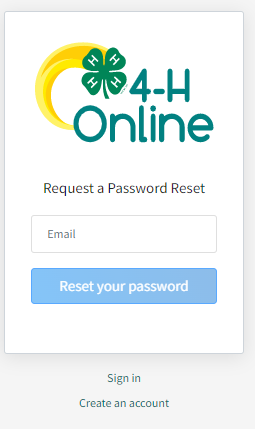 H H
H H
4-H
Online
Request a Password Reset
Email
Reset your password
Sign in
Create an account